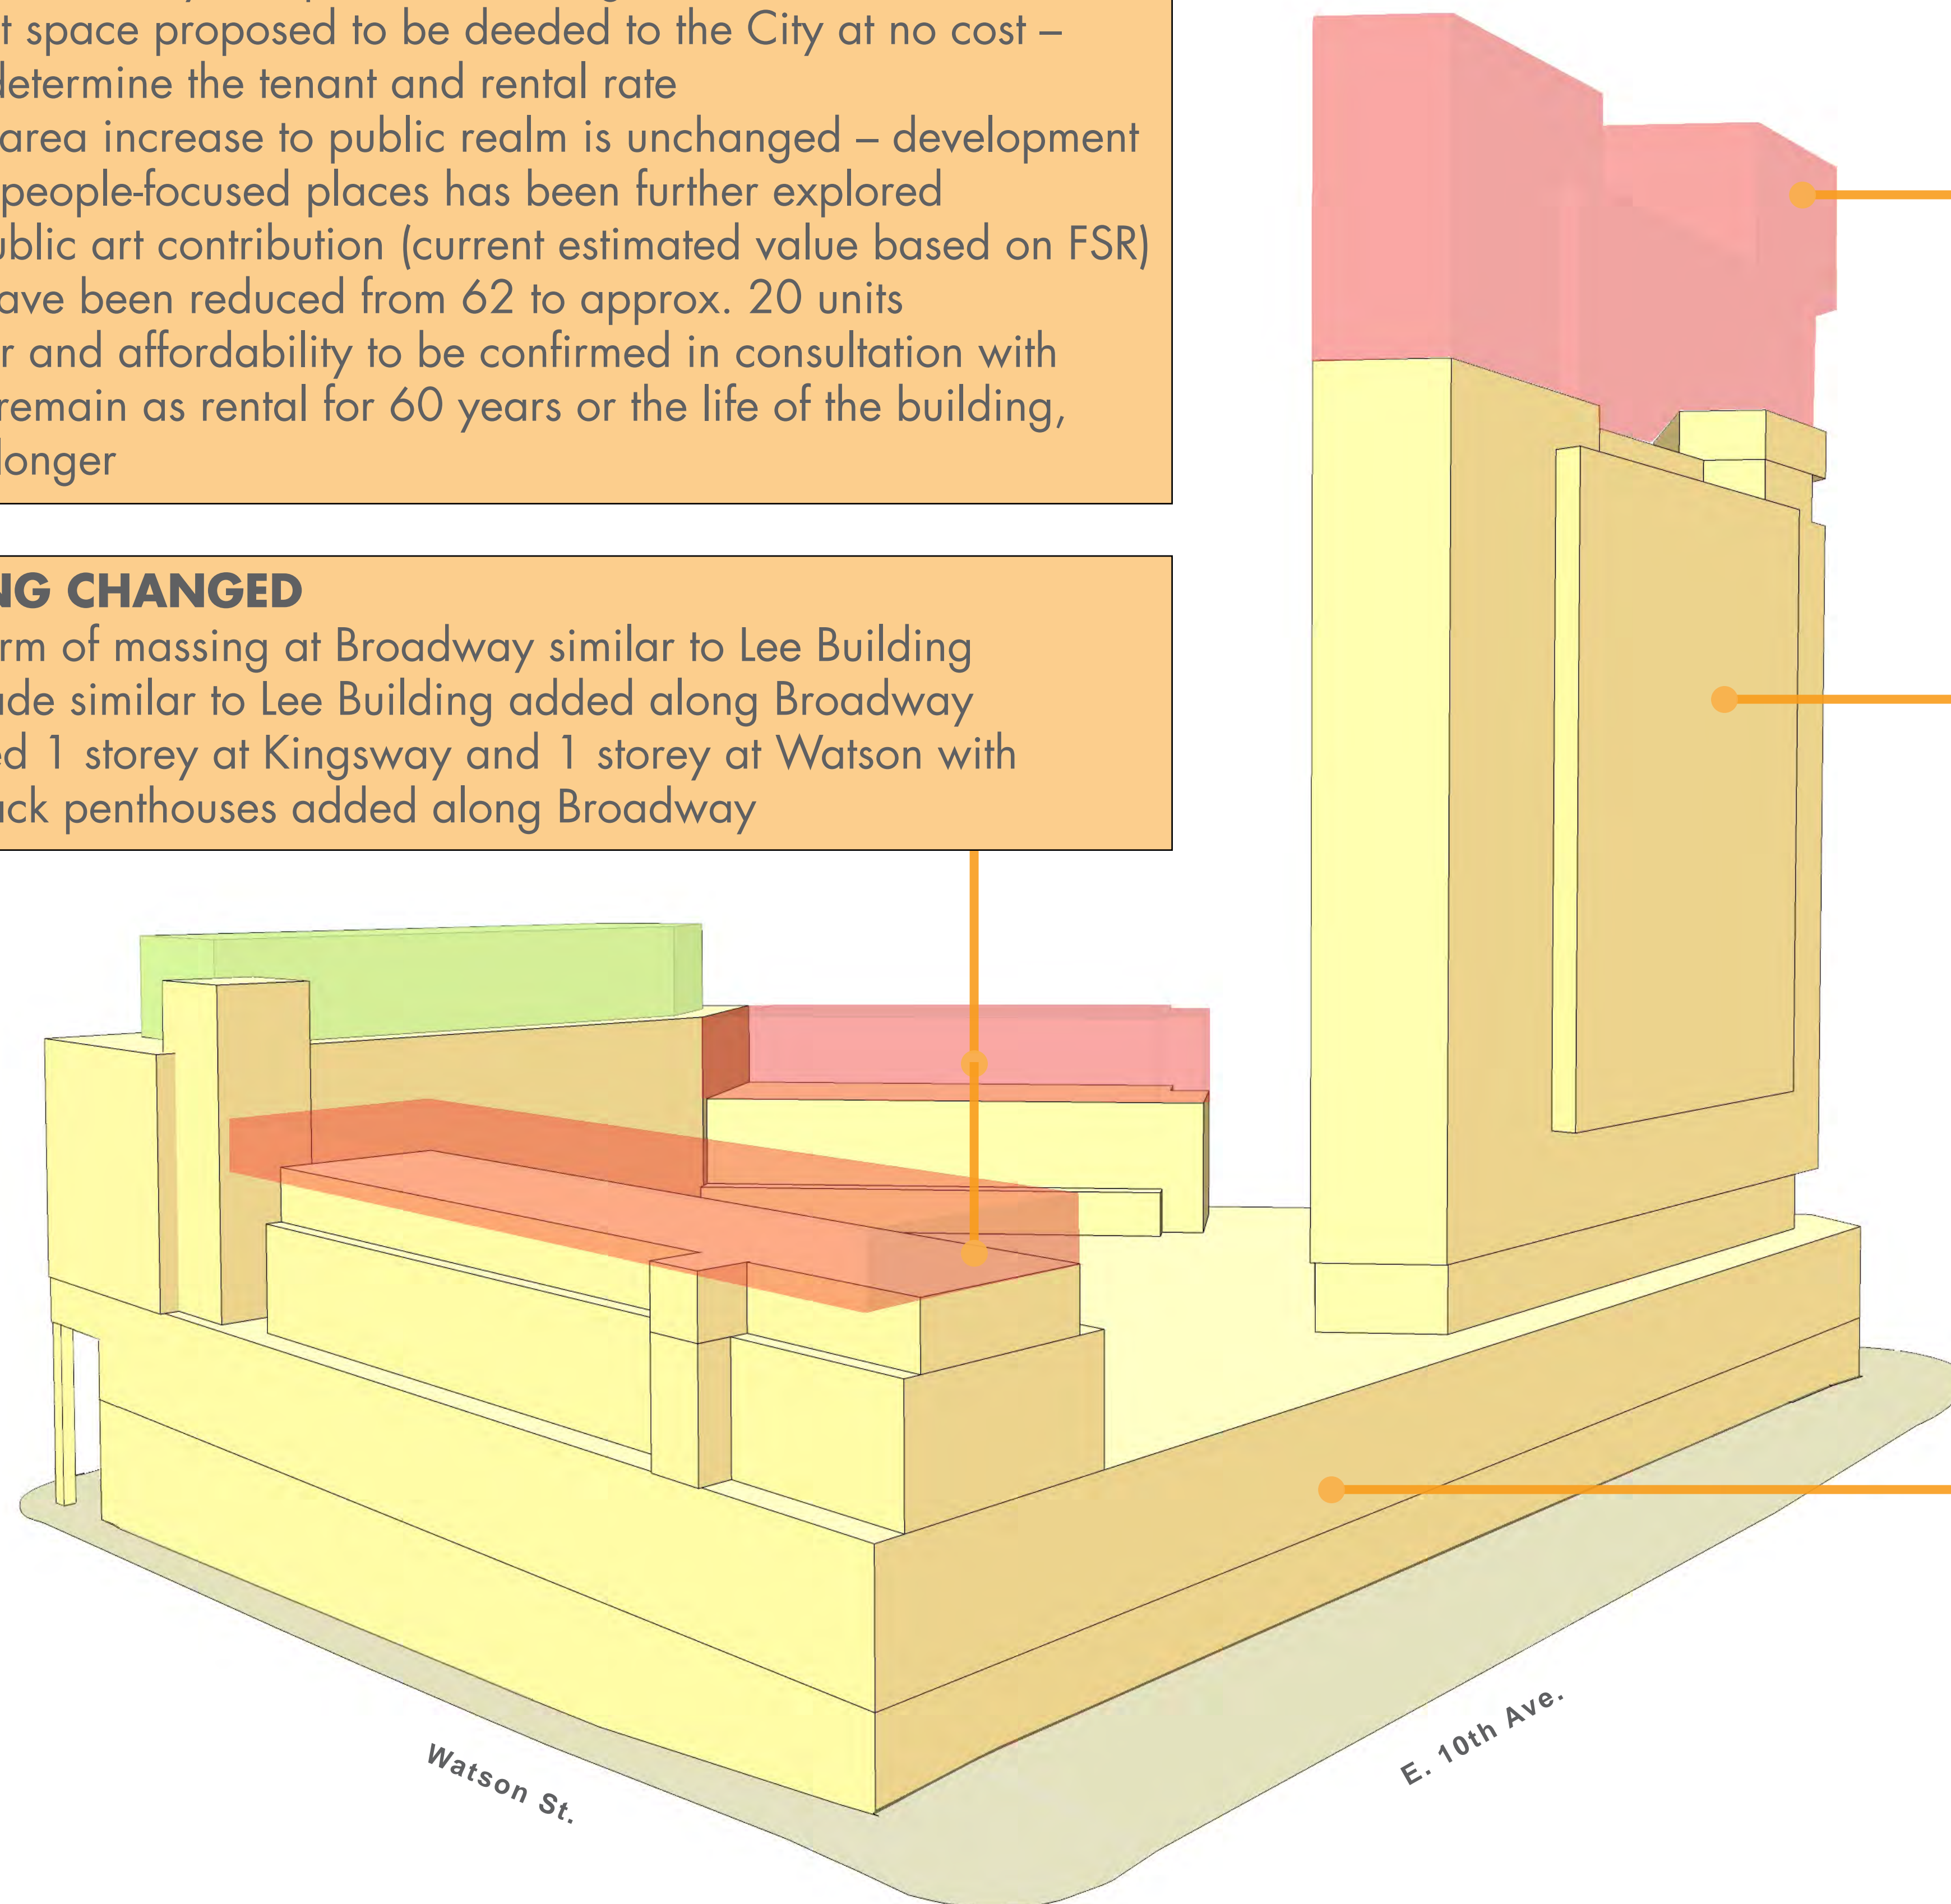 t space proposed to be deeded to the City at no cost –
determine the tenant and rental rate
area increase to public realm is unchanged – development
people-focused places has been further explored
ublic art contribution (current estimated value based on FSR)
ave been reduced from 62 to approx. 20 units
r and affordability to be confirmed in consultation with
remain as rental for 60 years or the life of the building,
longer
NG CHANGED
rm of massing at Broadway similar to Lee Building
ade similar to Lee Building added along Broadway
ed 1 storey at Kingsway and 1 storey at Watson with
ack penthouses added along Broadway
Watson St.
E. 10th Ave.